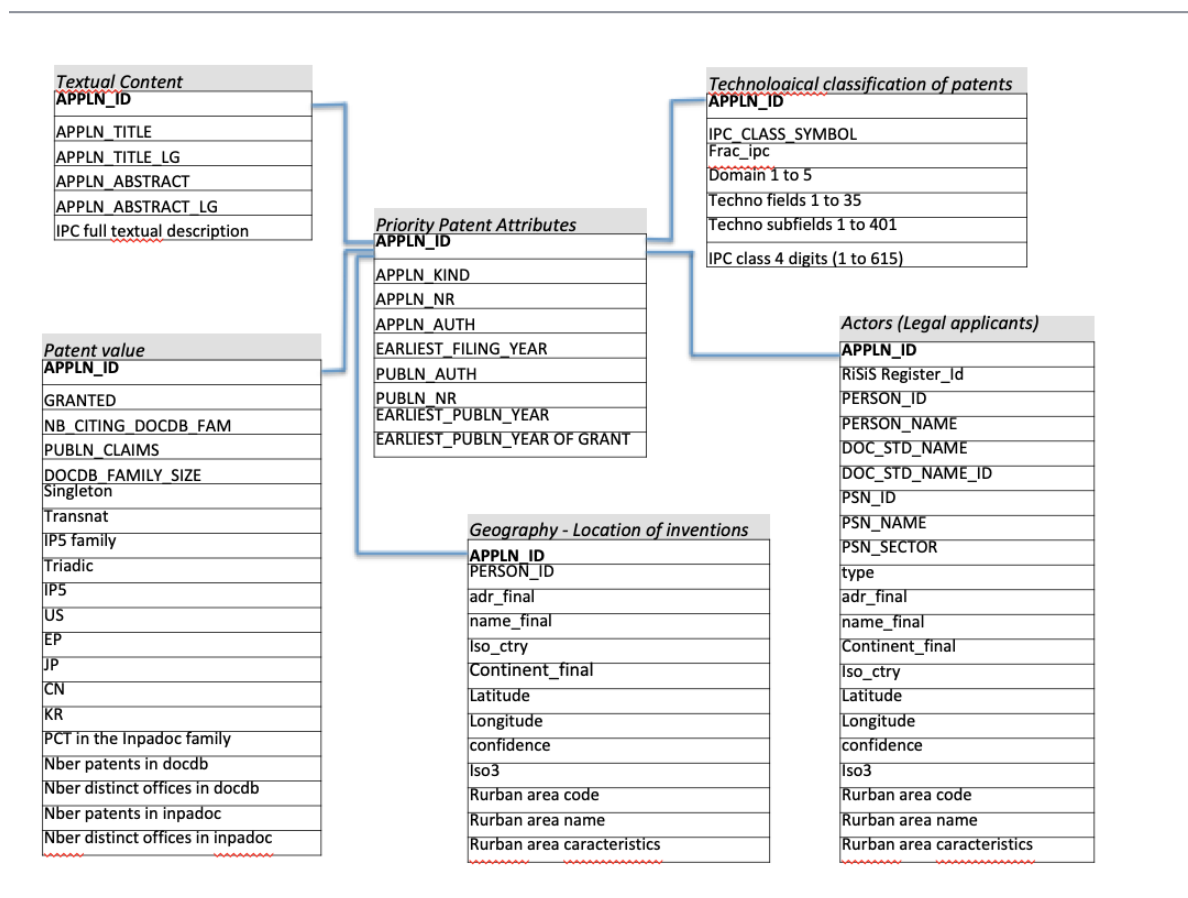 Textual Content
APPLN_ID
APPLN_TITLE
APPLN_TITLE_LG
APPLN_ABSTRACT
APPLN_ABSTRACT_LG
IPC full textual description
Technological classification of patents
APPLN_ID
IPC_CLASS_SYMBOL
Frac_ipc
Domain 1 to 5
Techno fields 1 to 35
Techno subfields 1 to 401
IPC class 4 digits (1 to 615)
Priority Patent Attributes
APPLN_ID
APPLN_KIND
APPLN_NR
APPLN_AUTH
EARLIEST_FILING_YEAR
PUBLN_AUTH
PUBLN_NR
EARLIEST_PUBLN_YEAR
EARLIEST_PUBLN_YEAR OF GRANT
Patent value
APPLN_ID
GRANTED
NB_CITING_DOCDB_FAM
PUBLN_CLAIMS
DOCDB_FAMILY_SIZE
Singleton
Transnat
IP5 family
Triadic
IP5
US
EP
JP
CN
KR
PCT in the Inpadoc family
Nber patents in docdb
Nber distinct offices in docdb
Nber patents in inpadoc
Nber distinct offices in inpadoc
Geography - Location of inventions
APPLN_ID
PERSON_ID
adr_final
name_final
Iso_ctry
Continent_final
Latitude
Longitude
confidence
Iso3
Rurban area code
Rurban area name
Rurban area caracteristics
Actors (Legal applicants)
APPLN_ID
RiSiS Register_Id
PERSON_ID
PERSON_NAME
DOC_STD_NAME
DOC_STD_NAME_ID
PSN_ID
PSN_NAME
PSN_SECTOR
type
adr_final
name_final
Continent_final
Iso_ctry
Latitude
Longitude
confidence
Iso3
Rurban area code
Rurban area name
Rurban area caracteristics